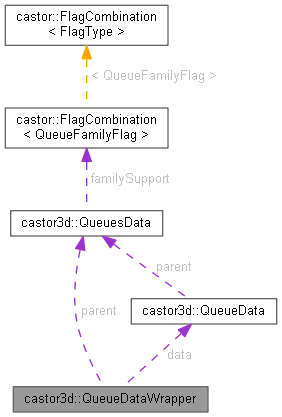 castor::FlagCombination
< FlagType >
< QueueFamilyFlag >
castor::FlagCombination
< QueueFamilyFlag >
familySupport
castor3d::QueuesData
parent
castor3d::QueueData
parent
data
castor3d::QueueDataWrapper